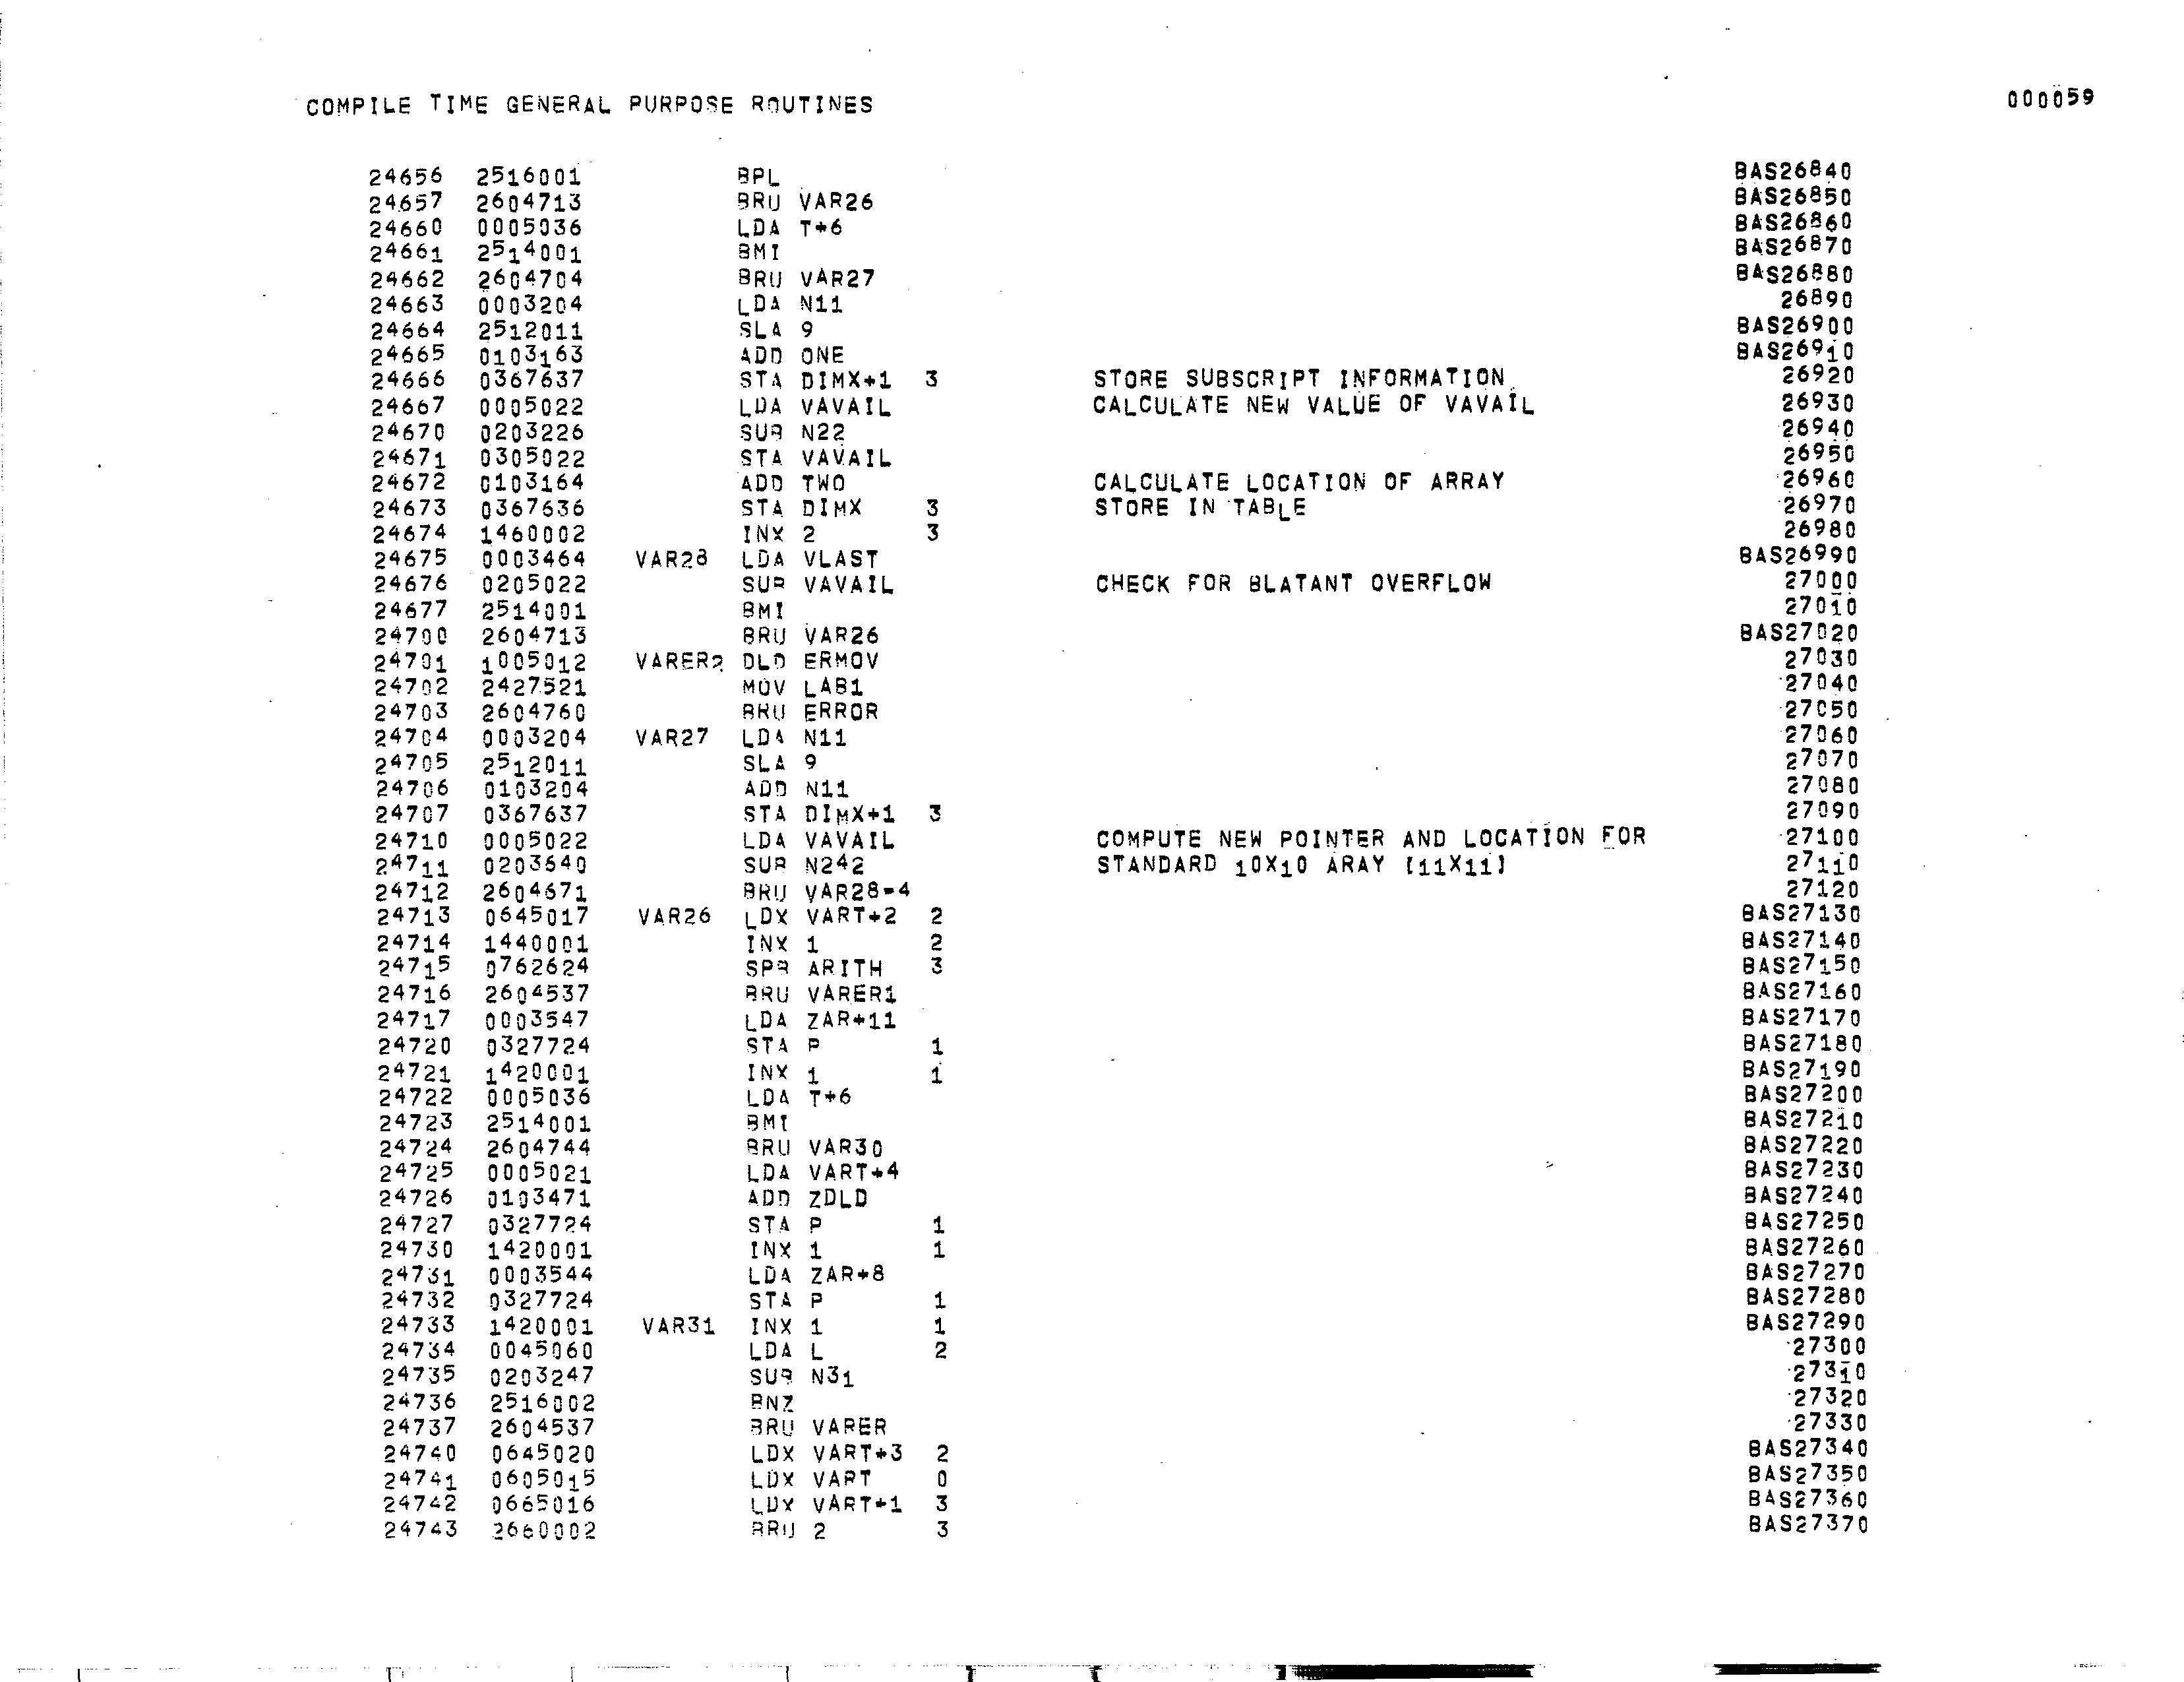 COMPILE TIME GENERAL PURPOSE ROUTINES 000059
24656 2516001 BPL BAS26840
24657 2604713 BRU VAR26 BAS26850
24660 0005036 LDA T+6 BAS26860
24661 2514001 BMI BAS26870
24662 2604704 BRU VAR27 BAS26880
24663 0003204 LDA N11 26890
24664 2512011 SLA 9 BAS26900
24665 0103163 ADD ONE BAS26910
24666 0367637 STA DIMX+1 3 STORE SUBSCRIPT INFORMATION 26920
24667 0005022 LDA VAVAIL CALCULATE NEW VALUE OF VAVAIL 26930
24670 0203226 SUB N22 26940
24671 0305022 STA VAVAIL 26950
24672 0103164 ADD TWO CALCULATE LOCATION OF ARRAY 26960
24673 0367636 STA DIMX 3 STORE IN TABLE 26970
24674 1460002 INX 2 3 26980
24675 0003464 VAR28 LDA VLAST BAS26990
24676 0205022 SUB VAVAIL CHECK FOR BLATANT OVERFLOW 27000
24677 2514001 BMI 27010
24700 2604713 BRU VAR26 BAS27020
24701 1005012 VARER2 DLD ERMOV 27030
24702 2427521 MOV LAB1 27040
24703 2604760 BRU ERROR 27050
24704 0003204 VAR27 LDA N11 27060
24705 2512011 SLA 9 27070
24706 0103204 ADD N11 27080
24707 0367637 STA DIMX+1 3 27090
24710 0005022 LDA VAVAIL COMPUTE NEW POINTER AND LOCATION FOR 27100
24711 0203640 SUB N242 STANDARD 10X10 ARAY [11X11] 27110
24712 2604671 BRU VAR28-4 27120
24713 0645017 VAR26 LDX VART+2 2 BAS27130
24714 1440001 INX 1 2 BAS27140
24715 0762624 SPB ARITH 3 BAS27150
24716 2604537 BRU VARER1 BAS27160
24717 0003547 LDA ZAR+11 BAS27170
24720 0327724 STA P 1 BAS27180
24721 1420001 INX 1 1 BAS27190
24722 0005036 LDA T+6 BAS27200
24723 2514001 BMI BAS27210
24724 2604744 BRU VAR30 BAS27220
24725 0005021 LDA VART+4 BAS27230
24726 0103471 ADD ZDLD BAS27240
24727 0327724 STA P 1 BAS27250
24730 1420001 INX 1 1 BAS27260
24731 0003544 LDA ZAR+8 BAS27270
24732 0327724 STA P 1 BAS27280
24733 1420001 VAR31 INX 1 1 BAS27290
24734 0045060 LDA L 2 27300
24735 0203247 SUB N31 27310
24736 2516002 BNZ 27320
24737 2604537 BRU VARER 27330
24740 0645020 LDX VART+3 2 BAS27340
24741 0605015 LDX VART 0 BAS27350
24742 0665016 LDX VART+1 3 BAS27360
24743 2660002 BRU 2 3 BAS27370